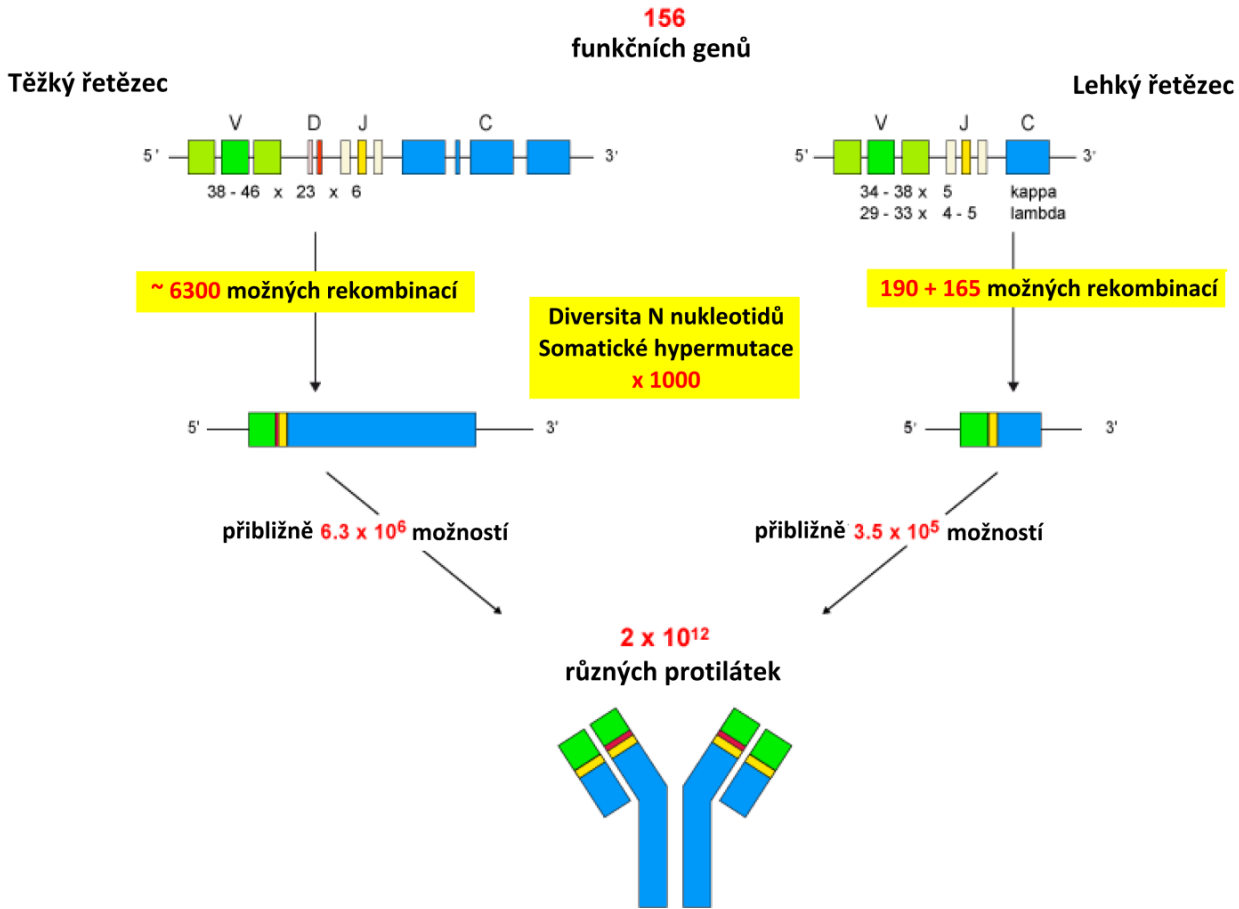 156
funkčních genů
Těžký řetězec
Lehký řetězec
V D J C
5' 3'
38 - 46 x 23 x 6
V J C
5' 3'
34 - 38 x 5 kappa
29 - 33 x 4 - 5 lambda
~ 6300 možných rekombinací
190 + 165 možných rekombinací
Diversita N nukleotidů
Somatické hypermutace
x 1000
5' 3'
5' 3'
přibližně 6.3 x 10⁶ možností
přibližně 3.5 x 10⁵ možností
2 x 10¹²
různých protilátek